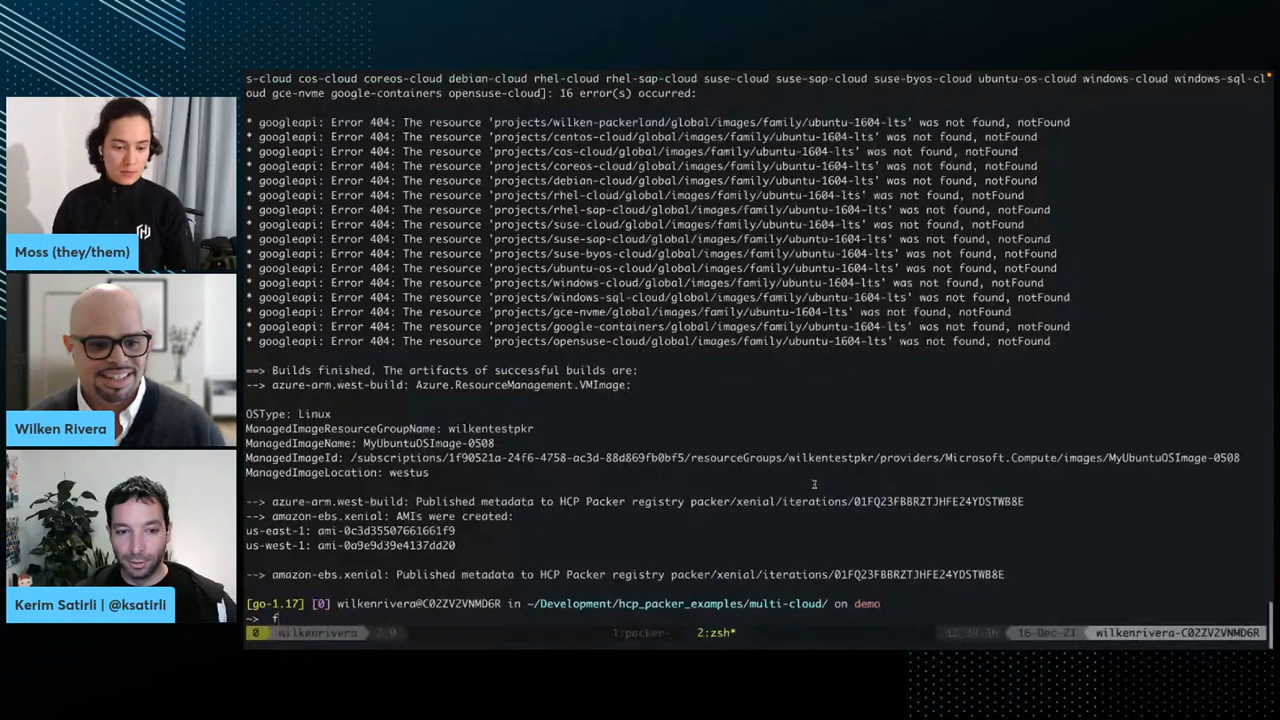 Moss (they/them)
Wilken Rivera
Kerim Satirli | @ksatirli
s-cloud cos-cloud coreos-cloud debian-cloud rhel-cloud rhel-sap-cloud suse-cloud suse-sap-cloud suse-byos-cloud ubuntu-os-cloud windows-cloud windows-sql-cl
oud gce-nvme google-containers opensuse-cloud]: 16 error(s) occurred:
* googleapi: Error 404: The resource 'projects/wilken-packerland/global/images/family/ubuntu-1604-lts' was not found, notFound
* googleapi: Error 404: The resource 'projects/centos-cloud/global/images/family/ubuntu-1604-lts' was not found, notFound
* googleapi: Error 404: The resource 'projects/cos-cloud/global/images/family/ubuntu-1604-lts' was not found, notFound
* googleapi: Error 404: The resource 'projects/coreos-cloud/global/images/family/ubuntu-1604-lts' was not found, notFound
* googleapi: Error 404: The resource 'projects/debian-cloud/global/images/family/ubuntu-1604-lts' was not found, notFound
* googleapi: Error 404: The resource 'projects/rhel-cloud/global/images/family/ubuntu-1604-lts' was not found, notFound
* googleapi: Error 404: The resource 'projects/rhel-sap-cloud/global/images/family/ubuntu-1604-lts' was not found, notFound
* googleapi: Error 404: The resource 'projects/suse-cloud/global/images/family/ubuntu-1604-lts' was not found, notFound
* googleapi: Error 404: The resource 'projects/suse-sap-cloud/global/images/family/ubuntu-1604-lts' was not found, notFound
* googleapi: Error 404: The resource 'projects/suse-byos-cloud/global/images/family/ubuntu-1604-lts' was not found, notFound
* googleapi: Error 404: The resource 'projects/ubuntu-os-cloud/global/images/family/ubuntu-1604-lts' was not found, notFound
* googleapi: Error 404: The resource 'projects/windows-cloud/global/images/family/ubuntu-1604-lts' was not found, notFound
* googleapi: Error 404: The resource 'projects/windows-sql-cloud/global/images/family/ubuntu-1604-lts' was not found, notFound
* googleapi: Error 404: The resource 'projects/gce-nvme/global/images/family/ubuntu-1604-lts' was not found, notFound
* googleapi: Error 404: The resource 'projects/google-containers/global/images/family/ubuntu-1604-lts' was not found, notFound
* googleapi: Error 404: The resource 'projects/opensuse-cloud/global/images/family/ubuntu-1604-lts' was not found, notFound
==> Builds finished. The artifacts of successful builds are:
--> azure-arm.west-build: Azure.ResourceManagement.VMImage:
OSType: Linux
ManagedImageResourceGroupName: wilkentestpkr
ManagedImageName: MyUbuntuOSImage-0508
ManagedImageId: /subscriptions/1f90521a-24f6-4758-ac3d-88d869fb0bf5/resourceGroups/wilkentestpkr/providers/Microsoft.Compute/images/MyUbuntuOSImage-0508
ManagedImageLocation: westus
--> azure-arm.west-build: Published metadata to HCP Packer registry packer/xenial/iterations/01FQ23FBBRZTJHFE24YDSTWB8E
--> amazon-ebs.xenial: AMIs were created:
us-east-1: ami-0c3d35507661661f9
us-west-1: ami-0a9e9d39e4137dd20
--> amazon-ebs.xenial: Published metadata to HCP Packer registry packer/xenial/iterations/01FQ23FBBRZTJHFE24YDSTWB8E
[go-1.17] [0] wilkenrivera@C02ZV2VNMD6R in ~/Development/hcp_packer_examples/multi-cloud/ on demo
~> f
0 wilkenrivera 2:0 1:packer- 2:zsh* 16-Dec-21 wilkenrivera-C02ZV2VNMD6R